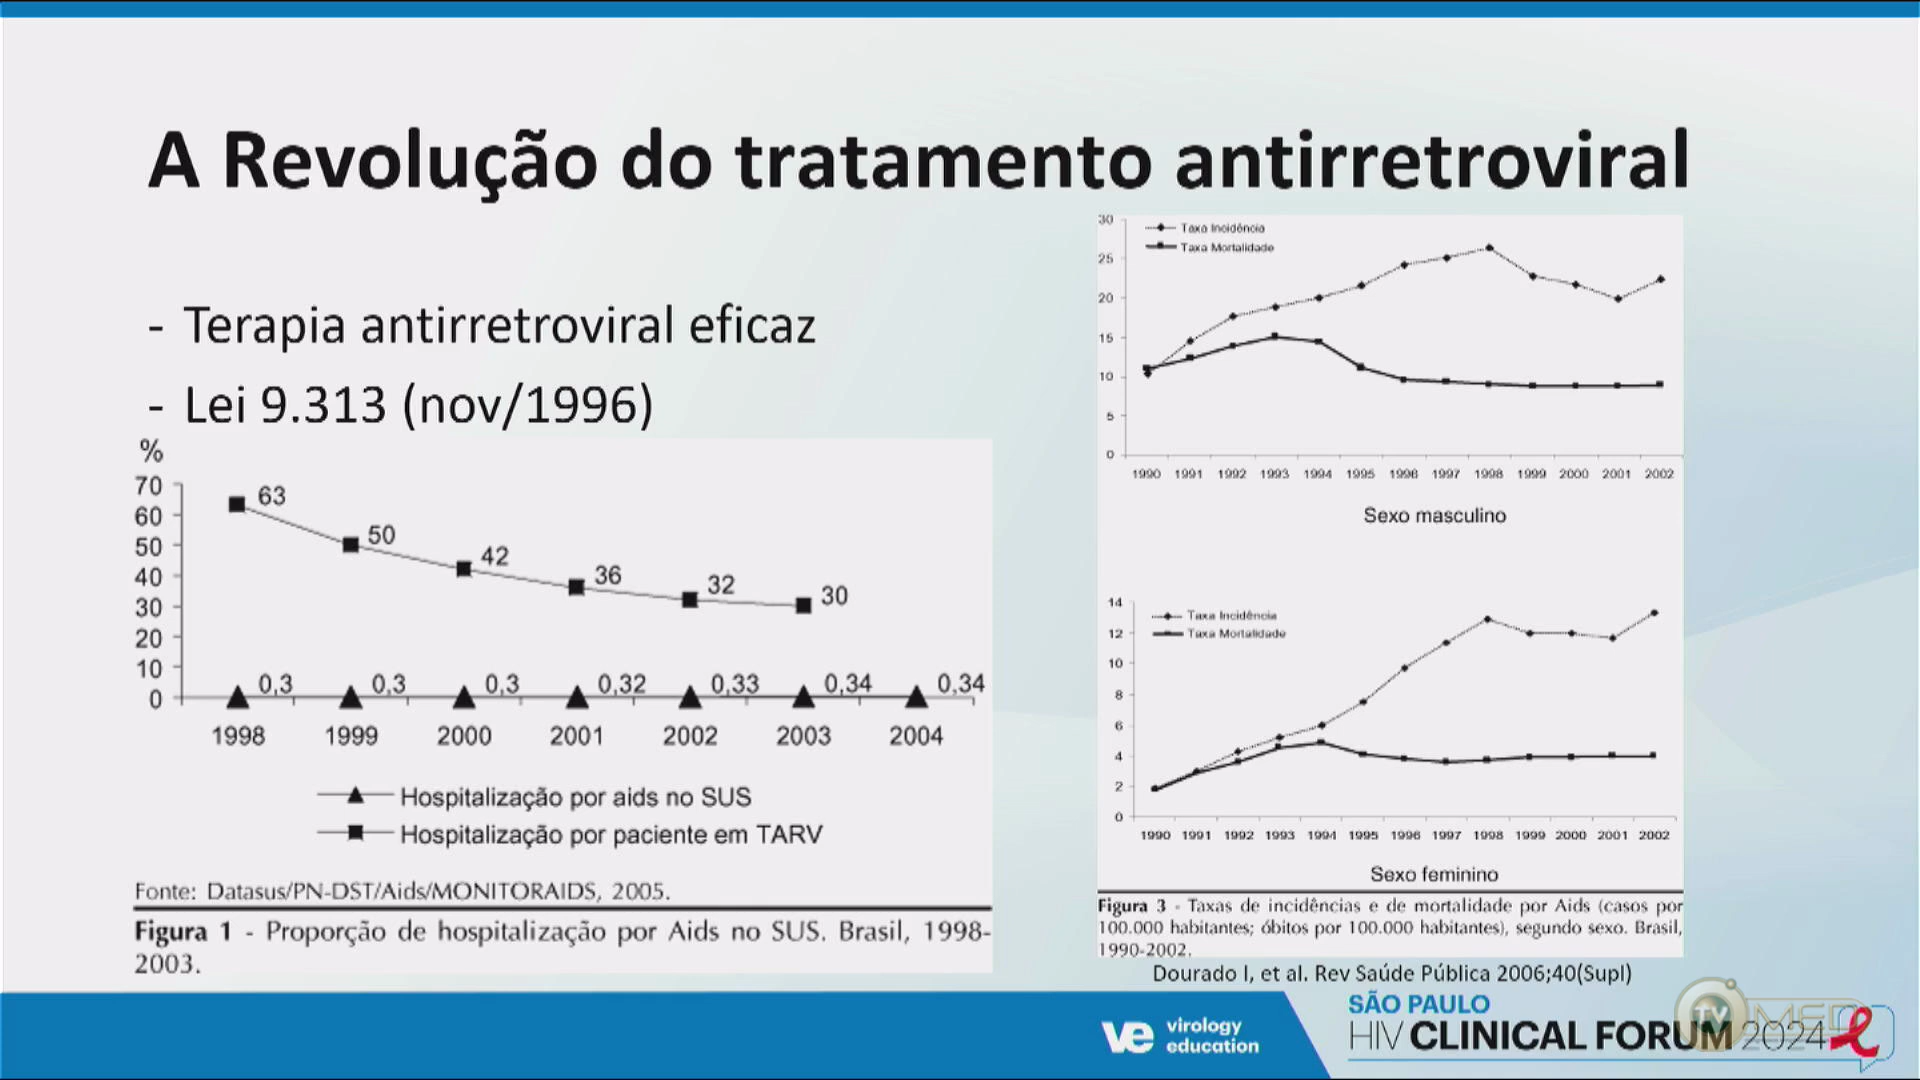 A Revolução do tratamento antirretroviral
- Terapia antirretroviral eficaz
- Lei 9.313 (nov/1996)
%
70
60
50
40
30
20
10
0
63
50
42
36
32
30
0,3
0,3
0,3
0,32
0,33
0,34
0,34
1998 1999 2000 2001 2002 2003 2004
Hospitalização por aids no SUS
Hospitalização por paciente em TARV
Fonte: Datasus/PN-DST/Aids/MONITORAIDS, 2005.
Figura 1 - Proporção de hospitalização por Aids no SUS. Brasil, 1998-
2003.
30
25
20
15
10
5
0
Taxa Incidência
Taxa Mortalidade
1990 1991 1992 1993 1994 1995 1996 1997 1998 1999 2000 2001 2002
Sexo masculino
14
12
10
8
6
4
2
0
Taxa Incidência
Taxa Mortalidade
1990 1991 1992 1993 1994 1995 1996 1997 1998 1999 2000 2001 2002
Sexo feminino
Figura 3 - Taxas de incidências e de mortalidade por Aids (casos por
100.000 habitantes; óbitos por 100.000 habitantes), segundo sexo. Brasil,
1990-2002.
Dourado I, et al. Rev Saúde Pública 2006;40(Supl)
ve virology
education
SÃO PAULO
HIV CLINICAL FORUM 2024
TV MED